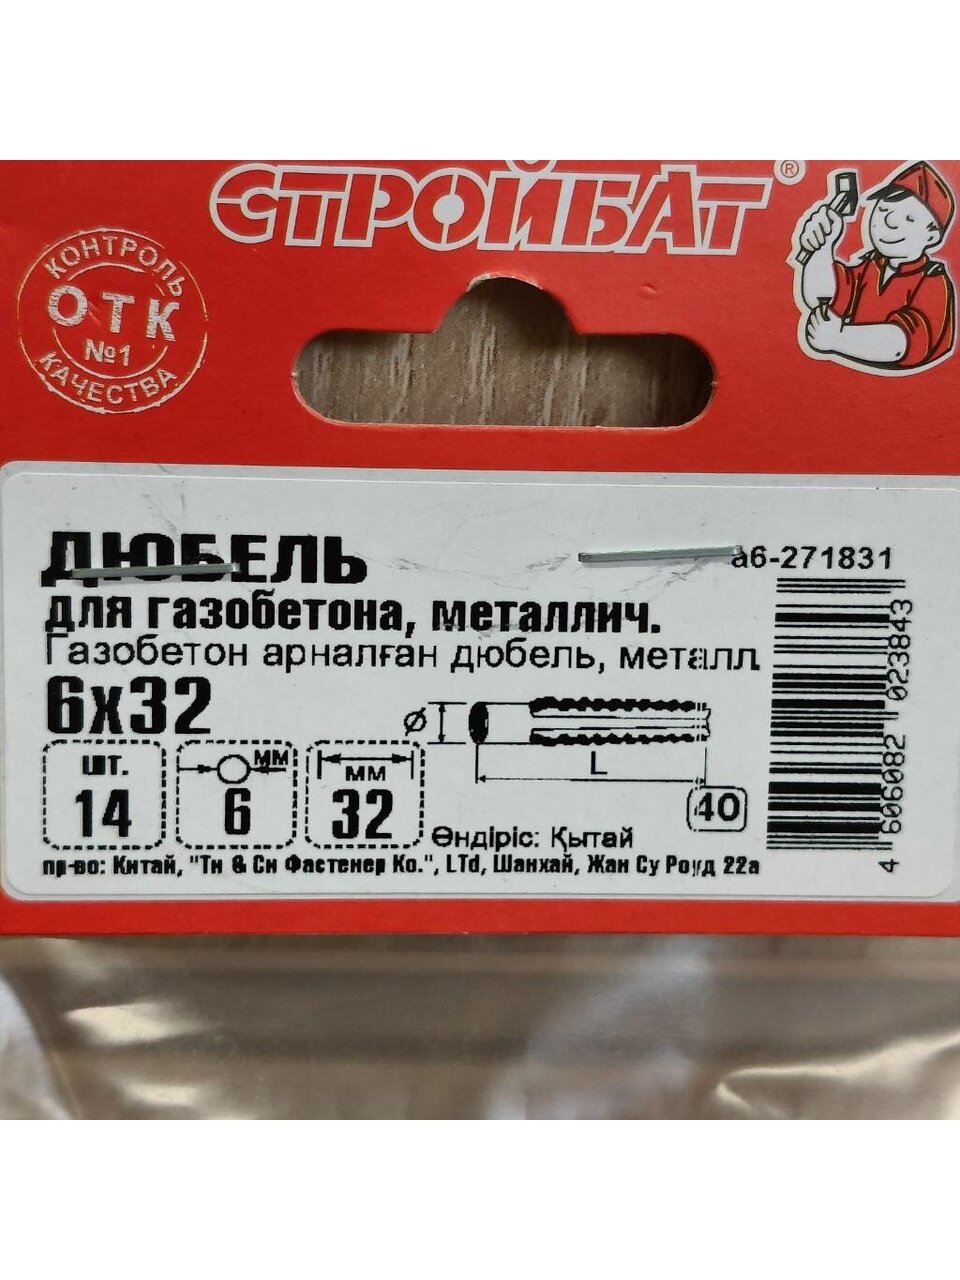 СТРОЙБАТ®
КОНТРОЛЬ
ОТК
№1
КАЧЕСТВА
ДЮБЕЛЬ
а6-271831
для газобетона, металлич.
Газобетон арналған дюбель, металл
6х32
Ø
L
40
шт.
14
мм
6
мм
32
Өндіріс: Қытай
пр-во: Китай, "Ти & Си Фастенер Ко.", LTd, Шанхай, Жан Су Роуд 22а
4 606082 023843